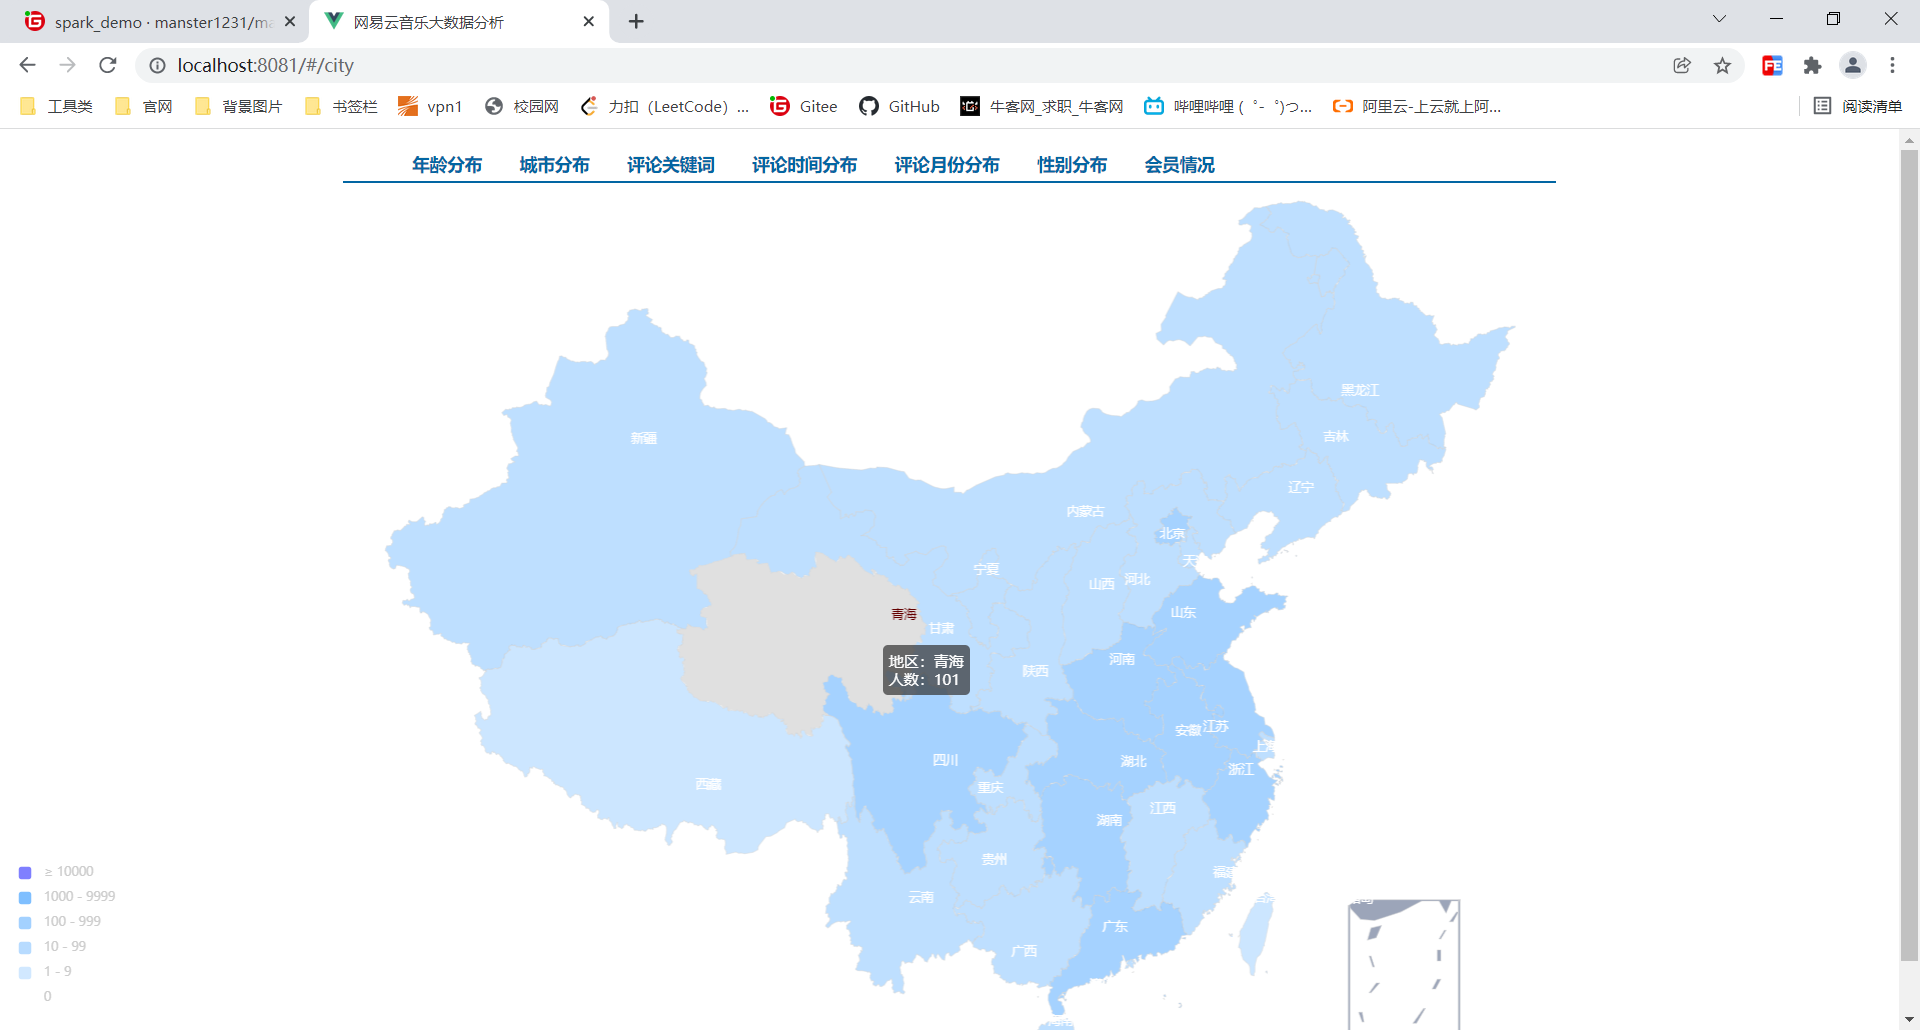 spark_demo · manster1231/ma
网易云音乐大数据分析
localhost:8081/#/city
工具类
官网
背景图片
书签栏
vpn1
校园网
力扣（LeetCode）...
Gitee
GitHub
牛客网_求职_牛客网
哔哩哔哩 (゜-゜)つ...
阿里云-上云就上阿...
阅读清单
年龄分布 城市分布 评论关键词 评论时间分布 评论月份分布 性别分布 会员情况
黑龙江
新疆
吉林
辽宁
内蒙古
北京
天
宁夏
山西
河北
山东
青海
甘肃
地区：青海
人数：101
陕西
河南
安徽
江苏
上海
四川
湖北
浙江
西藏
重庆
江西
湖南
贵州
福
云南
广东
广西
≥ 10000
1000 - 9999
100 - 999
10 - 99
1 - 9
0